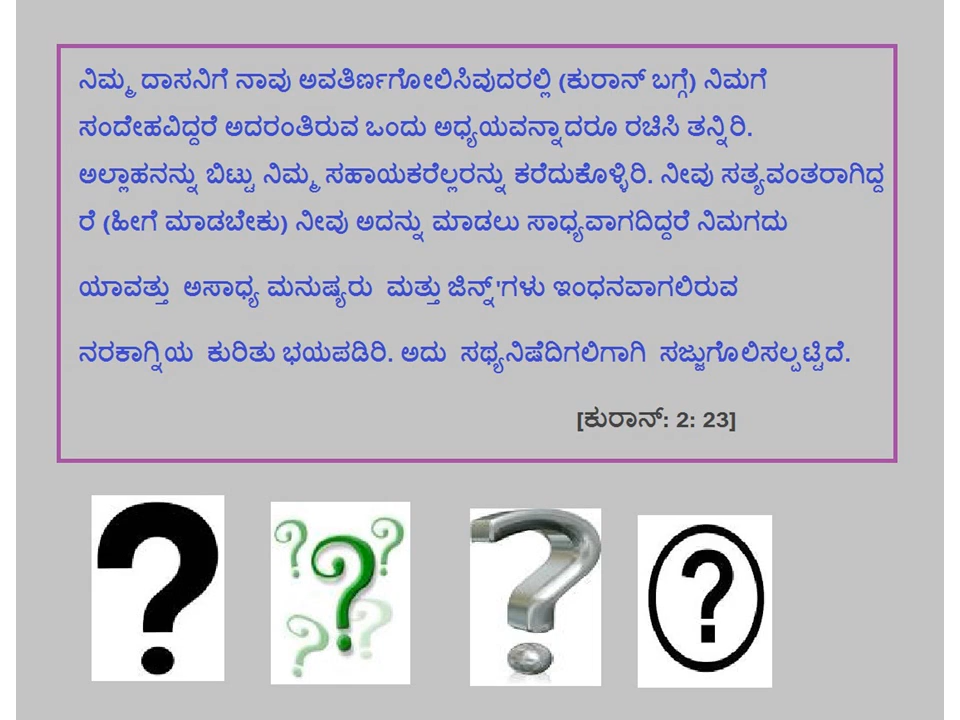 ನಿಮ್ಮ ದಾಸನಿಗೆ ನಾವು ಅವತಿರ್ಣಗೋಲಿಸಿವುದರಲ್ಲಿ (ಕುರಾನ್ ಬಗ್ಗೆ) ನಿಮಗೆ
ಸಂದೇಹವಿದ್ದರೆ ಅದರಂತಿರುವ ಒಂದು ಅಧ್ಯಯವನ್ನಾದರೂ ರಚಿಸಿ ತನ್ನಿರಿ.
ಅಲ್ಲಾಹನನ್ನು ಬಿಟ್ಟು ನಿಮ್ಮ ಸಹಾಯಕರೆಲ್ಲರನ್ನು ಕರೆದುಕೊಳ್ಳಿರಿ. ನೀವು ಸತ್ಯವಂತರಾಗಿದ್ದ
ರೆ (ಹೀಗೆ ಮಾಡಬೇಕು) ನೀವು ಅದನ್ನು ಮಾಡಲು ಸಾಧ್ಯವಾಗದಿದ್ದರೆ ನಿಮಗದು
ಯಾವತ್ತು ಅಸಾಧ್ಯ ಮನುಷ್ಯರು ಮತ್ತು ಜಿನ್ನ್'ಗಳು ಇಂಧನವಾಗಲಿರುವ
ನರಕಾಗ್ನಿಯ ಕುರಿತು ಭಯಪಡಿರಿ. ಅದು ಸಥ್ಯನಿಷೆದಿಗಲಿಗಾಗಿ ಸಜ್ಜುಗೊಲಿಸಲ್ಪಟ್ಟಿದೆ.
[ಕುರಾನ್: 2: 23]